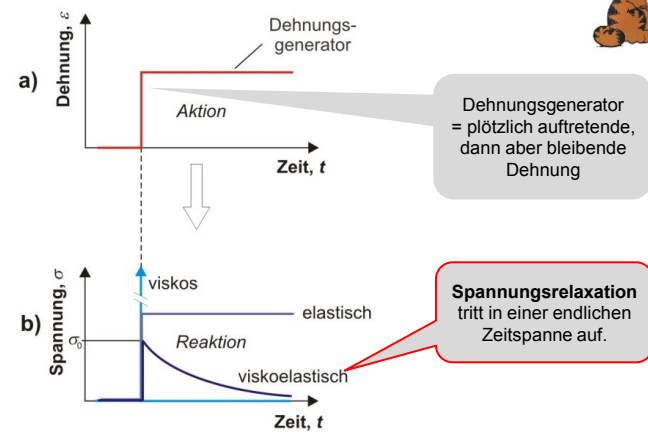 Dehnung, ε
Dehnungs-
generator
a)
Aktion
Zeit, t
Dehnungsgenerator
= plötzlich auftretende,
dann aber bleibende
Dehnung
Spannung, σ
viskos
elastisch
b)
σ0
Reaktion
viskoelastisch
Zeit, t
Spannungsrelaxation
tritt in einer endlichen
Zeitspanne auf.